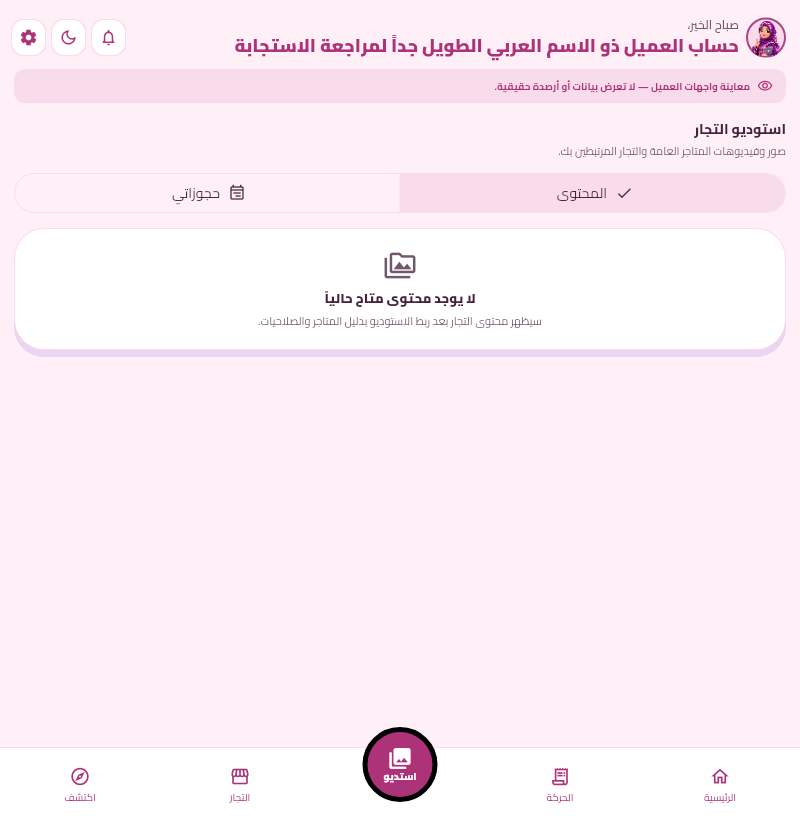 صباح الخير،
حساب العميل ذو الاسم العربي الطويل جداً لمراجعة الاستجابة
معاينة واجهات العميل — لا تعرض بيانات أو أرصدة حقيقية.
استوديو التجار
صور وفيديوهات المتاجر العامة والتجار المرتبطين بك.
المحتوى
حجوزاتي
لا يوجد محتوى متاح حالياً
سيظهر محتوى التجار بعد ربط الاستوديو بدليل المتاجر والصلاحيات.
الرئيسية
الحركة
استديو
التجار
اكتشف